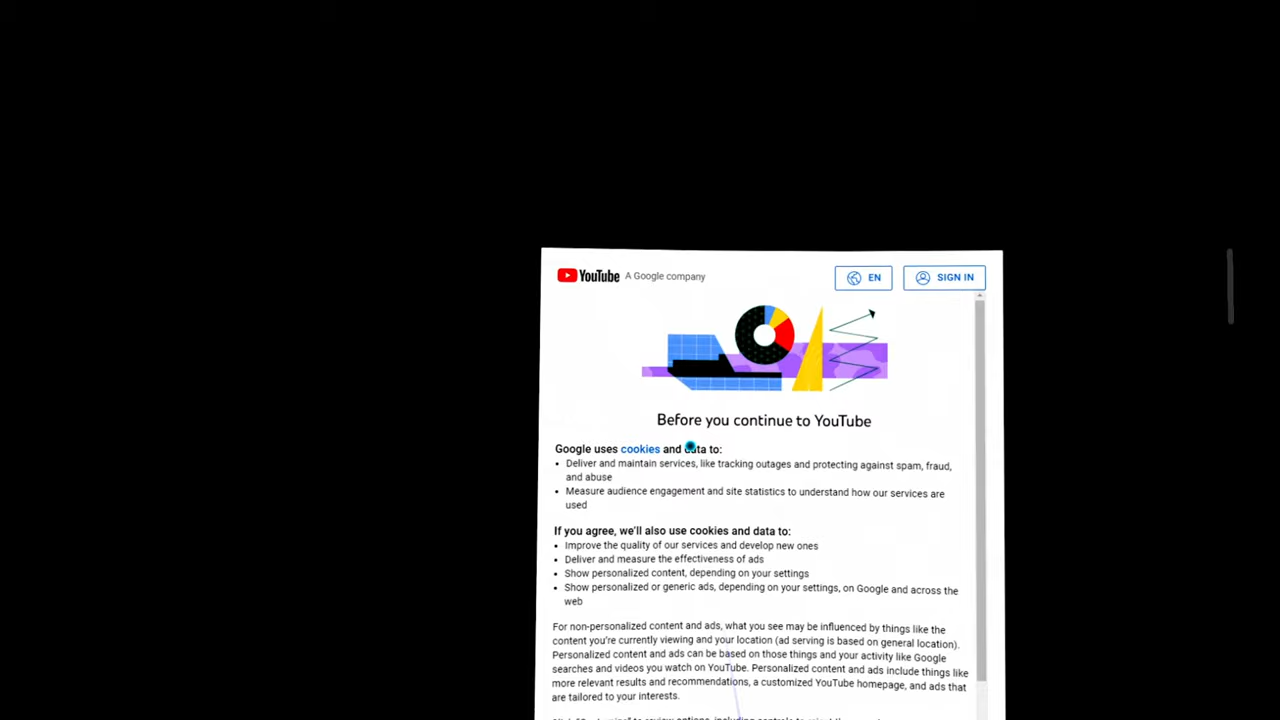 YouTube A Google company
EN
SIGN IN
Before you continue to YouTube
Google uses cookies and data to:
• Deliver and maintain services, like tracking outages and protecting against spam, fraud,
and abuse
• Measure audience engagement and site statistics to understand how our services are
used
If you agree, we'll also use cookies and data to:
• Improve the quality of our services and develop new ones
• Deliver and measure the effectiveness of ads
• Show personalized content, depending on your settings
• Show personalized or generic ads, depending on your settings, on Google and across the
web
For non-personalized content and ads, what you see may be influenced by things like the
content you're currently viewing and your location (ad serving is based on general location).
Personalized content and ads can be based on those things and your activity like Google
searches and videos you watch on YouTube. Personalized content and ads include things like
more relevant results and recommendations, a customized YouTube homepage, and ads that
are tailored to your interests.